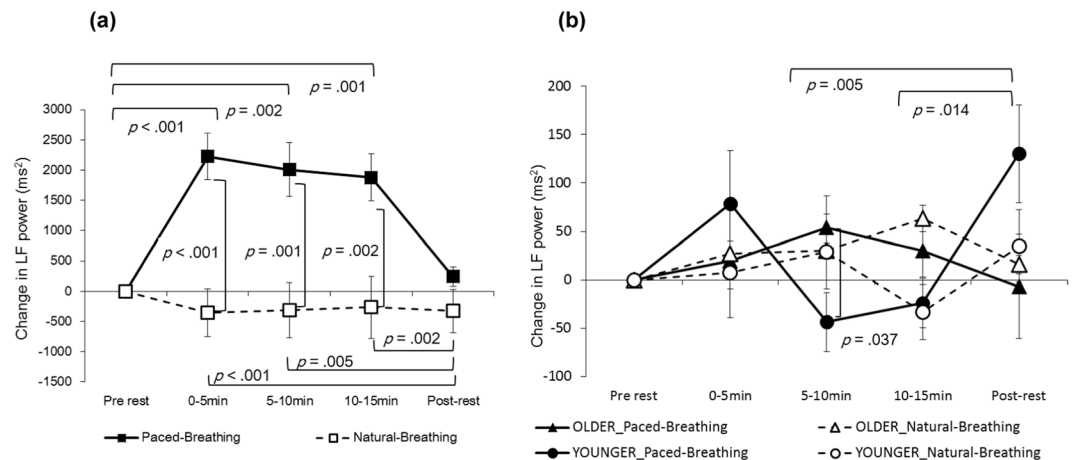 (a)
p = .001
p = .002
p < .001
3000
2500
2000
1500
1000
500
0
-500
-1000
-1500
Change in LF power (ms²)
p <.001
p = .001
p = .002
p = .002
p = .005
p < .001
Pre rest 0-5min 5-10min 10-15min Post-rest
Paced-Breathing Natural-Breathing
(b)
200
150
100
50
0
-50
-100
Change in LF power (ms²)
p = .005
p = .014
p = .037
Pre rest 0-5min 5-10min 10-15min Post-rest
OLDER_Paced-Breathing OLDER_Natural-Breathing
YOUNGER_Paced-Breathing YOUNGER_Natural-Breathing